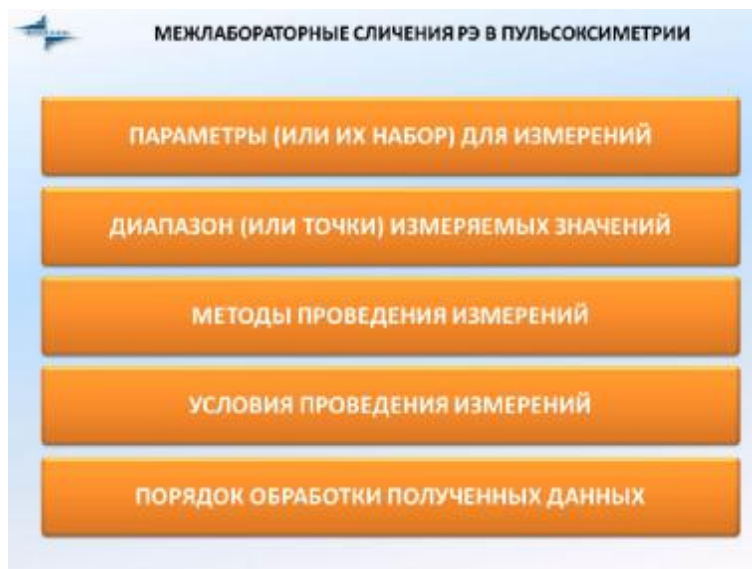 МЕЖЛАБОРАТОРНЫЕ СЛИЧЕНИЯ РЭ В ПУЛЬСОКСИМЕТРИИ
ПАРАМЕТРЫ (ИЛИ ИХ НАБОР) ДЛЯ ИЗМЕРЕНИЙ
ДИАПАЗОН (ИЛИ ТОЧКИ) ИЗМЕРЯЕМЫХ ЗНАЧЕНИЙ
МЕТОДЫ ПРОВЕДЕНИЯ ИЗМЕРЕНИЙ
УСЛОВИЯ ПРОВЕДЕНИЯ ИЗМЕРЕНИЙ
ПОРЯДОК ОБРАБОТКИ ПОЛУЧЕННЫХ ДАННЫХ